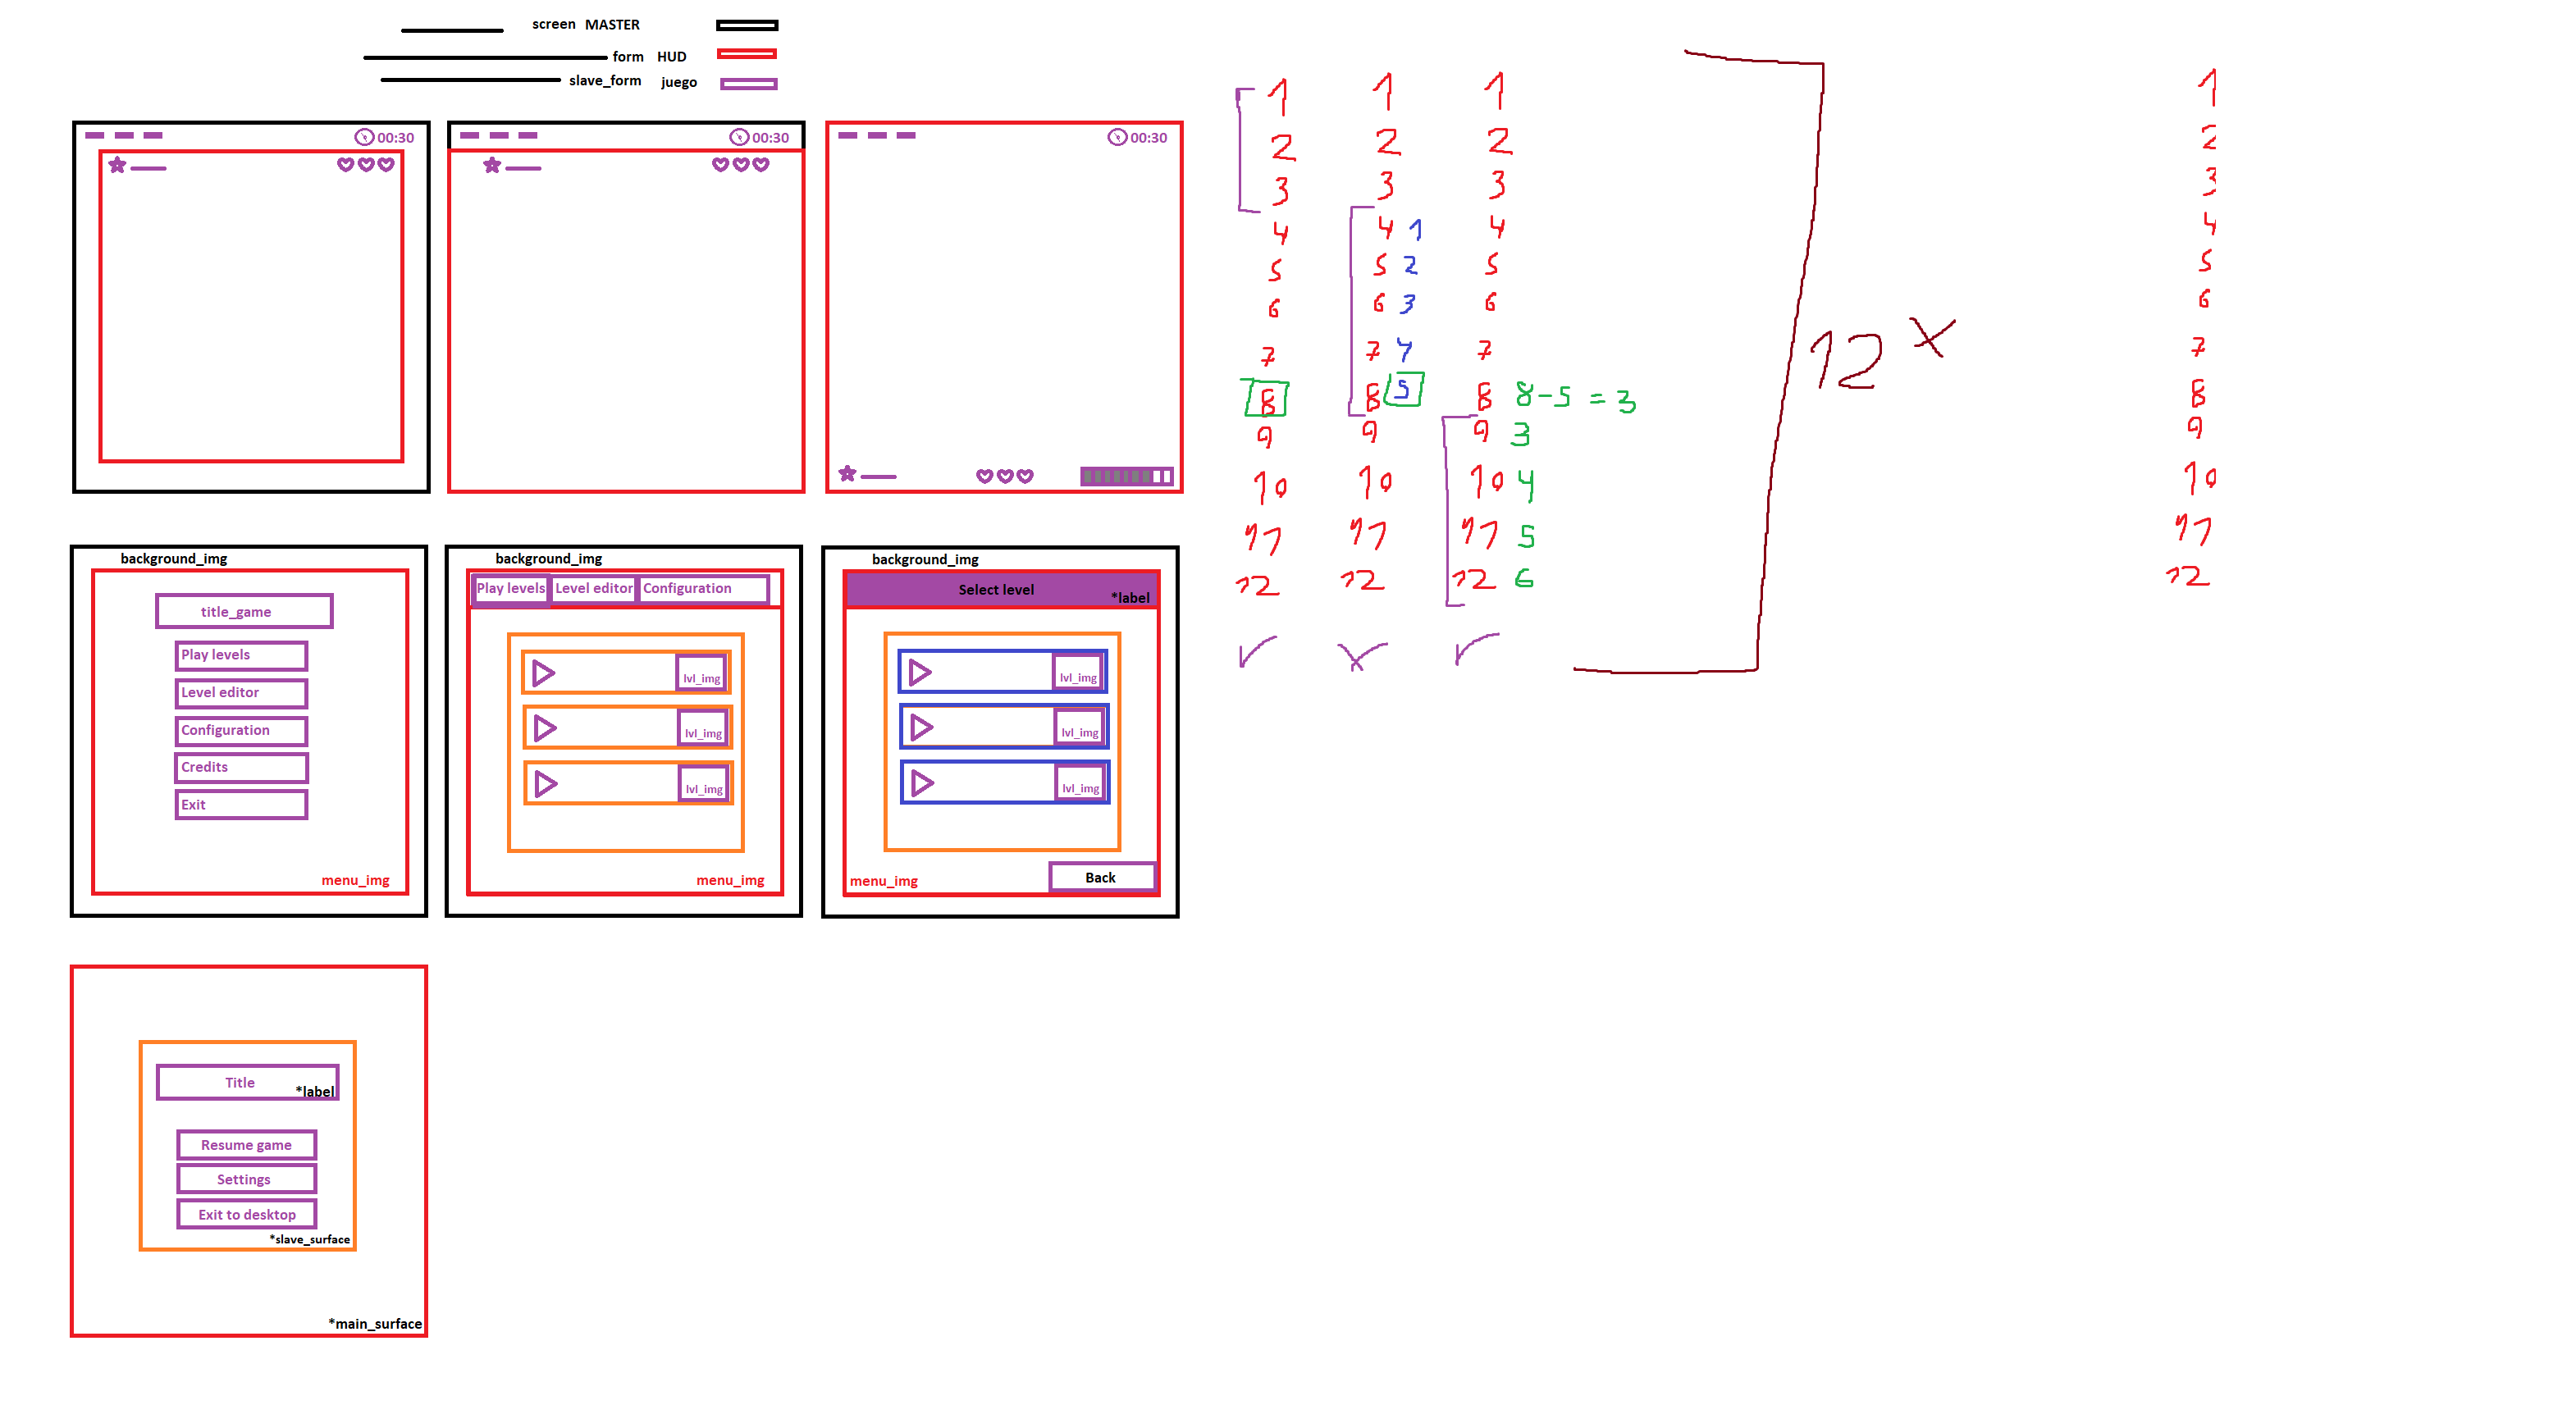 screen MASTER
form HUD
slave_form juego
00:30
00:30
00:30
background_img
title_game
Play levels
Level editor
Configuration
Credits
Exit
menu_img
background_img
Play levels Level editor Configuration
lvl_img
lvl_img
lvl_img
menu_img
background_img
Select level
*label
lvl_img
lvl_img
lvl_img
Back
menu_img
Title
*label
Resume game
Settings
Exit to desktop
*slave_surface
*main_surface
1 1 1 1
2 2 2 2
3 3 3 3
4 4 1 4 4
5 5 2 5 5
6 6 3 6 6
7 7 4 7 7
8 8 5 8 8-5 = 3 8
9 9 9 3 9
10 10 10 4 10
11 11 11 5 11
12 12 12 6 12
12 x